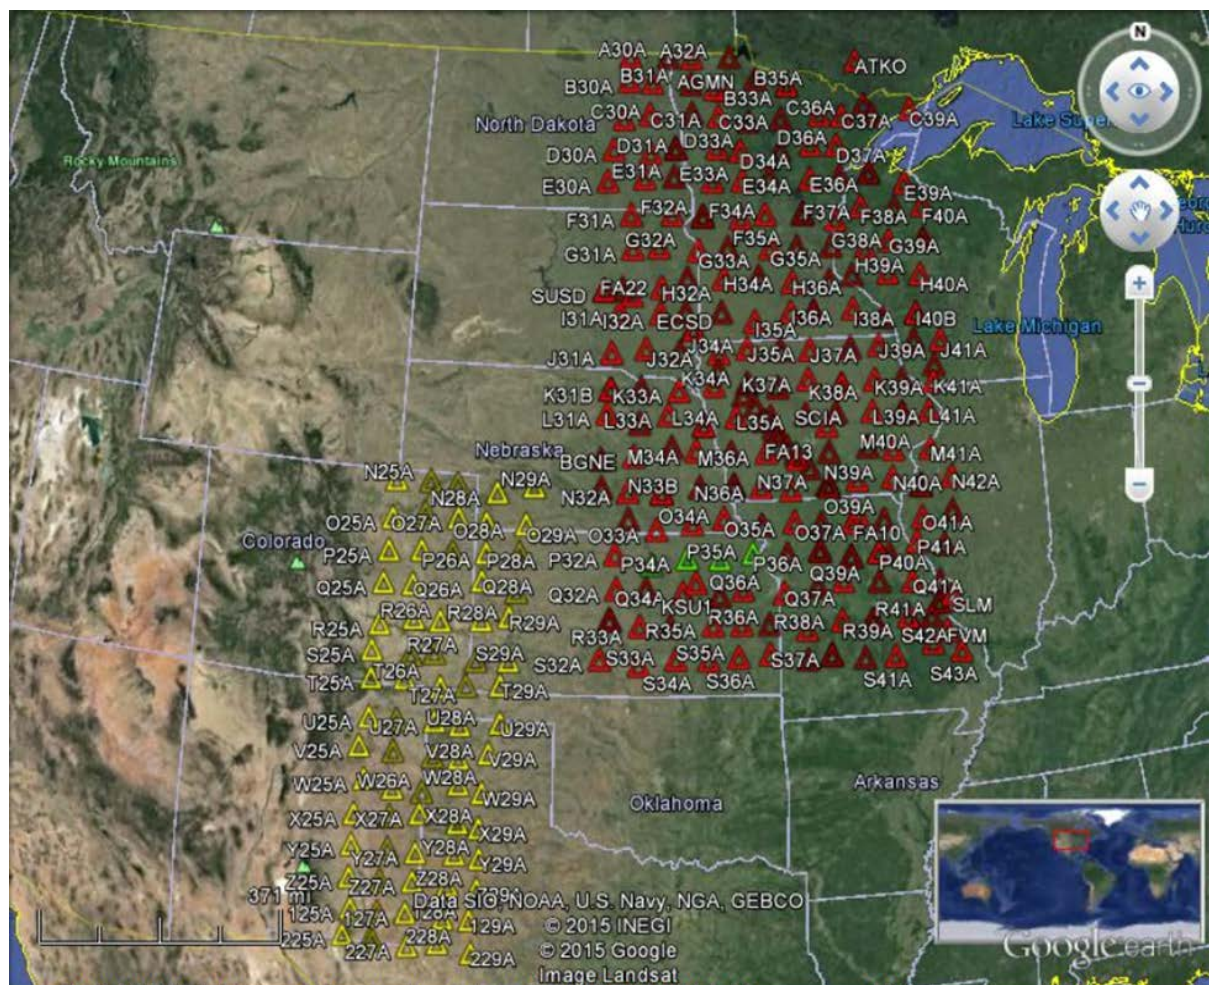 N
A30A A32A
ATKO
B30A B31A AGMN B35A
B33A
C30A C31A C33A C36A C37A C39A
North Dakota
Rocky Mountains
D30A D31A D33A D34A D36A D37A
E30A E31A E33A E34A E36A E39A
F31A F32A F34A F37A F38A F40A
G31A G32A G33A F35A G35A G38A G39A
H39A
SUSD FA22 H32A H34A H36A H40A
I31A I32A ECSD I35A I36A I38A I40B
Lake Michigan
J31A J32A J34A J35A J37A J39A J41A
K31B K33A K34A K37A K38A K39A K41A
L31A L33A L34A L35A SCIA L39A L41A
Nebraska
BGNE M34A M36A FA13 M40A M41A
N25A N28A N29A N32A N33B N36A N37A N39A N40A N42A
O25A O27A O28A O29A O33A O34A O35A O37A O39A FA10 O41A
Colorado
P25A P26A P28A P32A P34A P35A P36A P40A P41A
Q25A Q26A Q28A Q32A Q34A Q36A Q37A Q39A Q41A
KSU1 SLM
R25A R26A R27A R28A R29A R33A R35A R36A R38A R39A R41A
S42A FVM
S25A S29A S32A S33A S34A S35A S36A S37A S41A S43A
T25A T26A T27A T29A
U25A U27A U28A U29A
V25A V28A V29A
W25A W26A W28A W29A
Arkansas
Oklahoma
X25A X27A X28A X29A
Y25A Y27A Y28A Y29A
Z25A Z27A Z28A Z29A
371 mi
Data SIO, NOAA, U.S. Navy, NGA, GEBCO
125A 127A 128A 129A
© 2015 INEGI
225A 227A 228A 229A
© 2015 Google
Image Landsat
Google earth